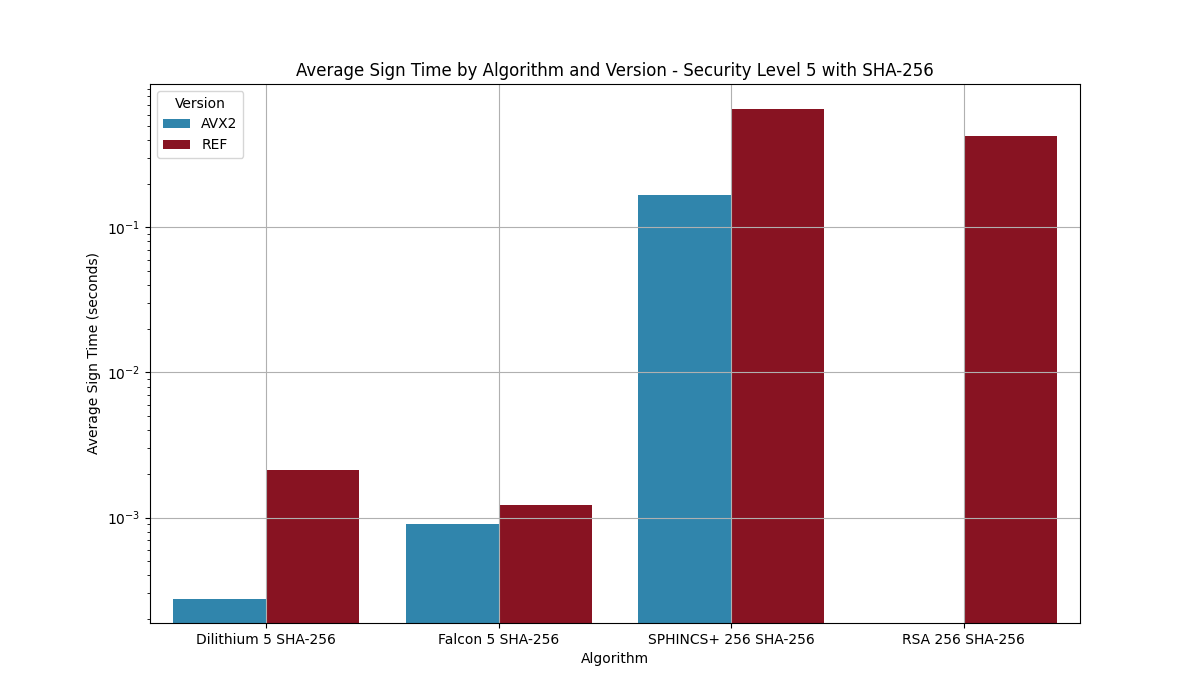 Average Sign Time by Algorithm and Version - Security Level 5 with SHA-256
Version
AVX2
REF
Average Sign Time (seconds)
10⁻¹
10⁻²
10⁻³
Dilithium 5 SHA-256
Falcon 5 SHA-256
SPHINCS+ 256 SHA-256
RSA 256 SHA-256
Algorithm